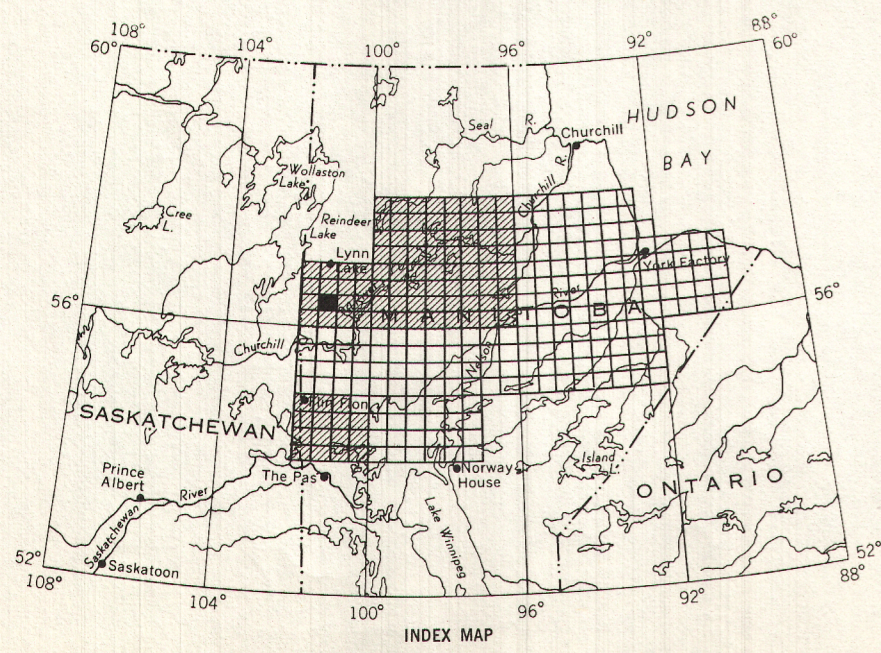 108°
60°
104°
100°
96°
92°
88°
60°
HUDSON
BAY
Seal R.
Churchill
Churchill R.
Wollaston
Lake
Cree
L.
Reindeer
Lake
Lynn
Lake
York Factory
56°
56°
River
MANITOBA
Churchill
Nelson
Flin Flon
SASKATCHEWAN
Prince
Albert
River
The Pas
Norway
House
Island
L.
ONTARIO
Saskatchewan
Lake Winnipeg
Saskatoon
52°
108°
104°
100°
96°
92°
52°
88°
INDEX MAP